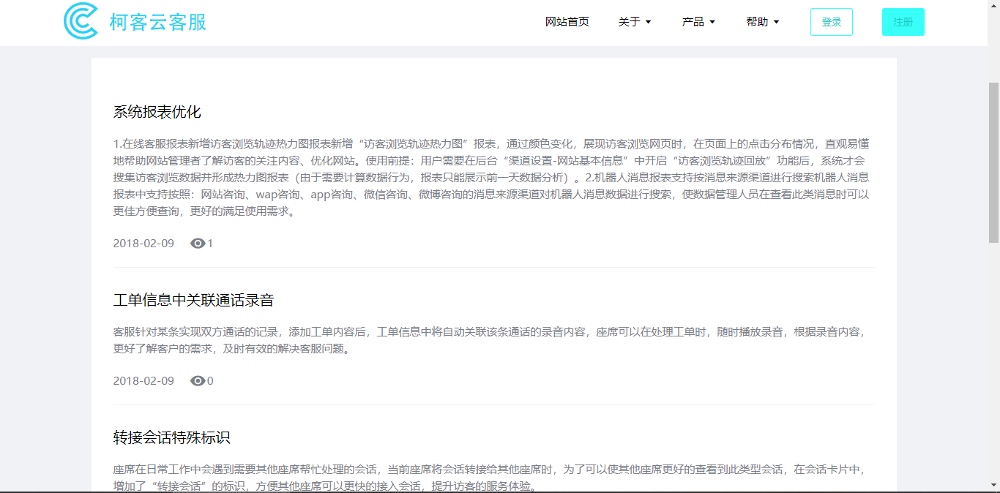 柯客云客服
网站首页 关于 产品 帮助 登录 注册
系统报表优化
1.在线客服报表新增访客浏览轨迹热力图报表新增“访客浏览轨迹热力图”报表，通过颜色变化，展现访客浏览网页时，在页面上的点击分布情况，直观易懂
地帮助网站管理者了解访客的关注内容、优化网站。使用前提：用户需要在后台“渠道设置-网站基本信息”中开启“访客浏览轨迹回放”功能后，系统才会
搜集访客浏览数据并形成热力图报表（由于需要计算数据行为，报表只能展示前一天数据分析）。2.机器人消息报表支持按消息来源渠道进行搜索机器人消息
报表中支持按照：网站咨询、wap咨询、app咨询、微信咨询、微博咨询的消息来源渠道对机器人消息数据进行搜索，使数据管理人员在查看此类消息时可以
更佳方便查询，更好的满足使用需求。
2018-02-09 1
工单信息中关联通话录音
客服针对某条实现双方通话的记录，添加工单内容后，工单信息中将自动关联该条通话的录音内容，座席可以在处理工单时，随时播放录音，根据录音内容，
更好了解客户的需求，及时有效的解决客服问题。
2018-02-09 0
转接会话特殊标识
座席在日常工作中会遇到需要其他座席帮忙处理的会话，当前座席将会话转接给其他座席时，为了可以使其他座席更好的查看到此类型会话，在会话卡片中，
增加了“转接会话”的标识，方便其他座席可以更快的接入会话，提升访客的服务体验。